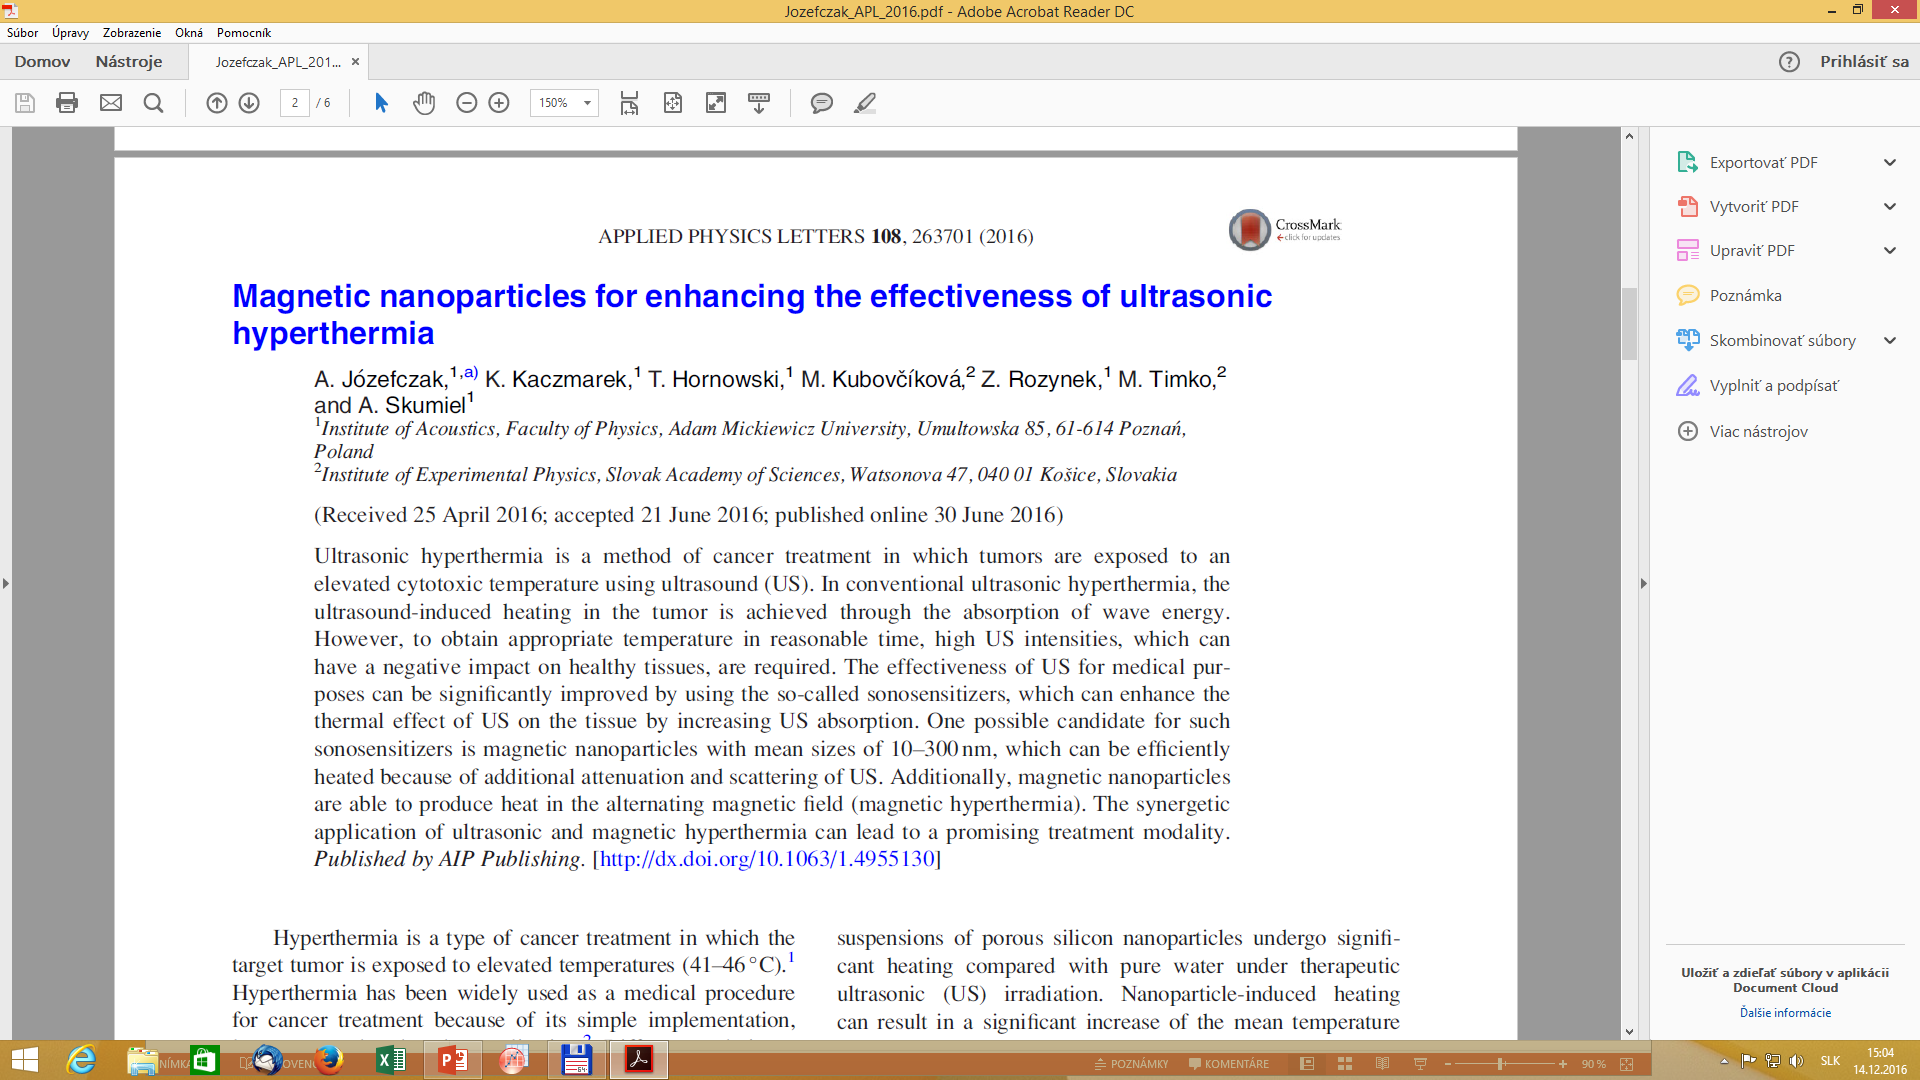 Jozefczak_APL_2016.pdf - Adobe Acrobat Reader DC
Súbor Úpravy Zobrazenie Okná Pomocník
Domov Nástroje Jozefczak_APL_201... × Prihlásiť sa
2 / 6 150%
APPLIED PHYSICS LETTERS 108, 263701 (2016)
CrossMark
click for updates
Magnetic nanoparticles for enhancing the effectiveness of ultrasonic
hyperthermia
A. Józefczak,1,a) K. Kaczmarek,1 T. Hornowski,1 M. Kubovčíková,2 Z. Rozynek,1 M. Timko,2
and A. Skumiel1
1Institute of Acoustics, Faculty of Physics, Adam Mickiewicz University, Umultowska 85, 61-614 Poznań,
Poland
2Institute of Experimental Physics, Slovak Academy of Sciences, Watsonova 47, 040 01 Košice, Slovakia
(Received 25 April 2016; accepted 21 June 2016; published online 30 June 2016)
Ultrasonic hyperthermia is a method of cancer treatment in which tumors are exposed to an
elevated cytotoxic temperature using ultrasound (US). In conventional ultrasonic hyperthermia, the
ultrasound-induced heating in the tumor is achieved through the absorption of wave energy.
However, to obtain appropriate temperature in reasonable time, high US intensities, which can
have a negative impact on healthy tissues, are required. The effectiveness of US for medical pur-
poses can be significantly improved by using the so-called sonosensitizers, which can enhance the
thermal effect of US on the tissue by increasing US absorption. One possible candidate for such
sonosensitizers is magnetic nanoparticles with mean sizes of 10–300 nm, which can be efficiently
heated because of additional attenuation and scattering of US. Additionally, magnetic nanoparticles
are able to produce heat in the alternating magnetic field (magnetic hyperthermia). The synergetic
application of ultrasonic and magnetic hyperthermia can lead to a promising treatment modality.
Published by AIP Publishing. [http://dx.doi.org/10.1063/1.4955130]
Hyperthermia is a type of cancer treatment in which the
target tumor is exposed to elevated temperatures (41–46 °C).1
Hyperthermia has been widely used as a medical procedure
for cancer treatment because of its simple implementation,
suspensions of porous silicon nanoparticles undergo signifi-
cant heating compared with pure water under therapeutic
ultrasonic (US) irradiation. Nanoparticle-induced heating
can result in a significant increase of the mean temperature
Exportovať PDF
Vytvoriť PDF
Upraviť PDF
Poznámka
Skombinovať súbory
Vyplniť a podpísať
Viac nástrojov
Uložiť a zdieľať súbory v aplikácii
Document Cloud
Ďalšie informácie
POZNÁMKY KOMENTÁRE 90 %
SLK
15:04
14.12.2016